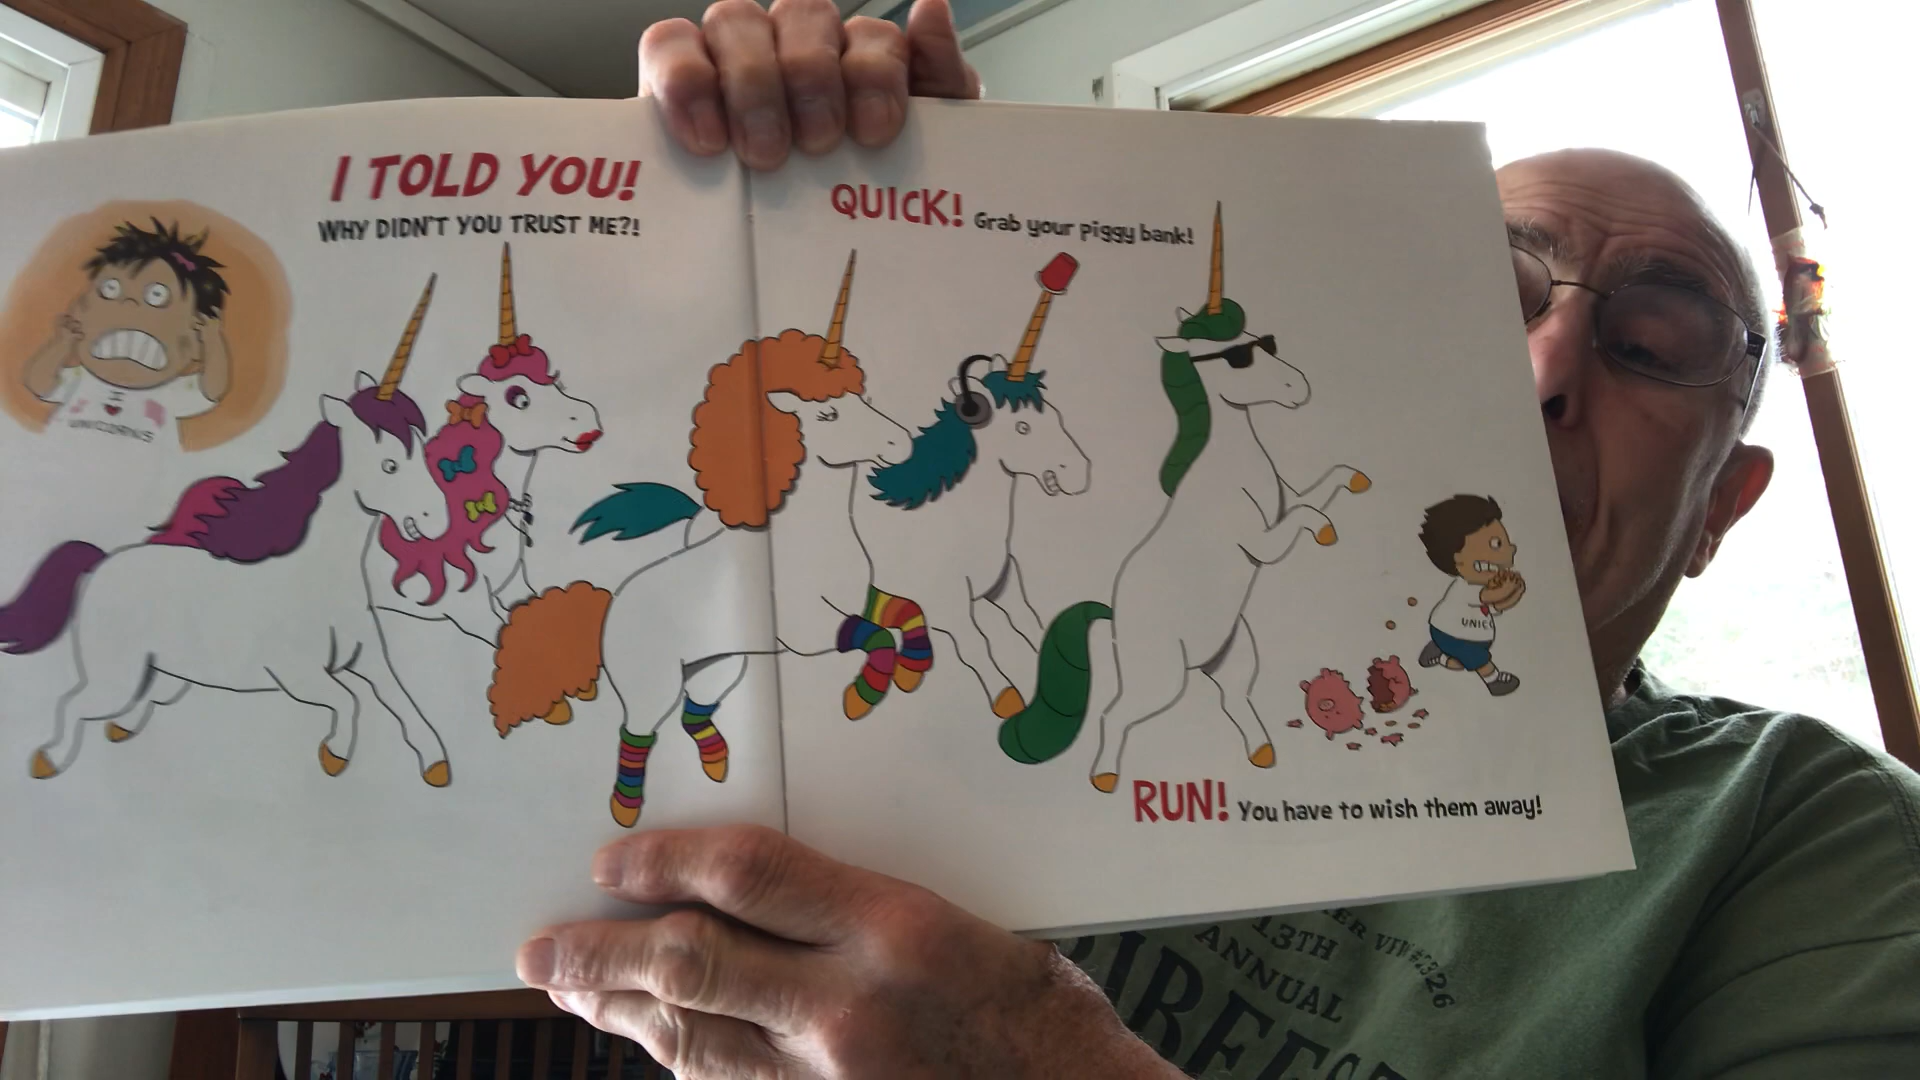 I TOLD YOU!
WHY DIDN'T YOU TRUST ME?!
I
UNICORNS
QUICK! Grab your piggy bank!
UNIC
RUN! You have to wish them away!
13TH
ANNUAL